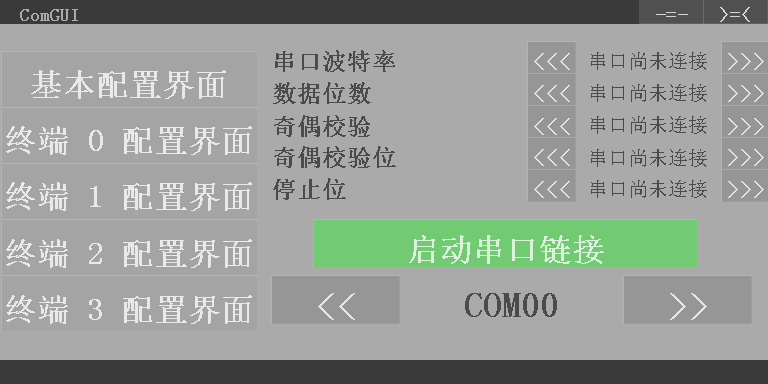 ComGUI -=- >=<
基本配置界面
终端 0 配置界面
终端 1 配置界面
终端 2 配置界面
终端 3 配置界面
串口波特率 <<< 串口尚未连接 >>>
数据位数 <<< 串口尚未连接 >>>
奇偶校验 <<< 串口尚未连接 >>>
奇偶校验位 <<< 串口尚未连接 >>>
停止位 <<< 串口尚未连接 >>>
启动串口链接
<< COM00 >>